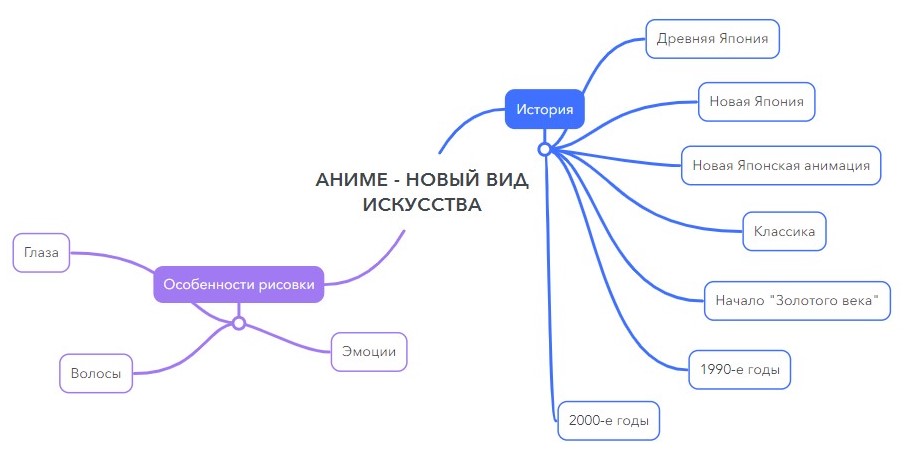 АНИМЕ - НОВЫЙ ВИД
ИСКУССТВА
История
Древняя Япония
Новая Япония
Новая Японская анимация
Классика
Начало "Золотого века"
1990-е годы
2000-е годы
Особенности рисовки
Глаза
Волосы
Эмоции